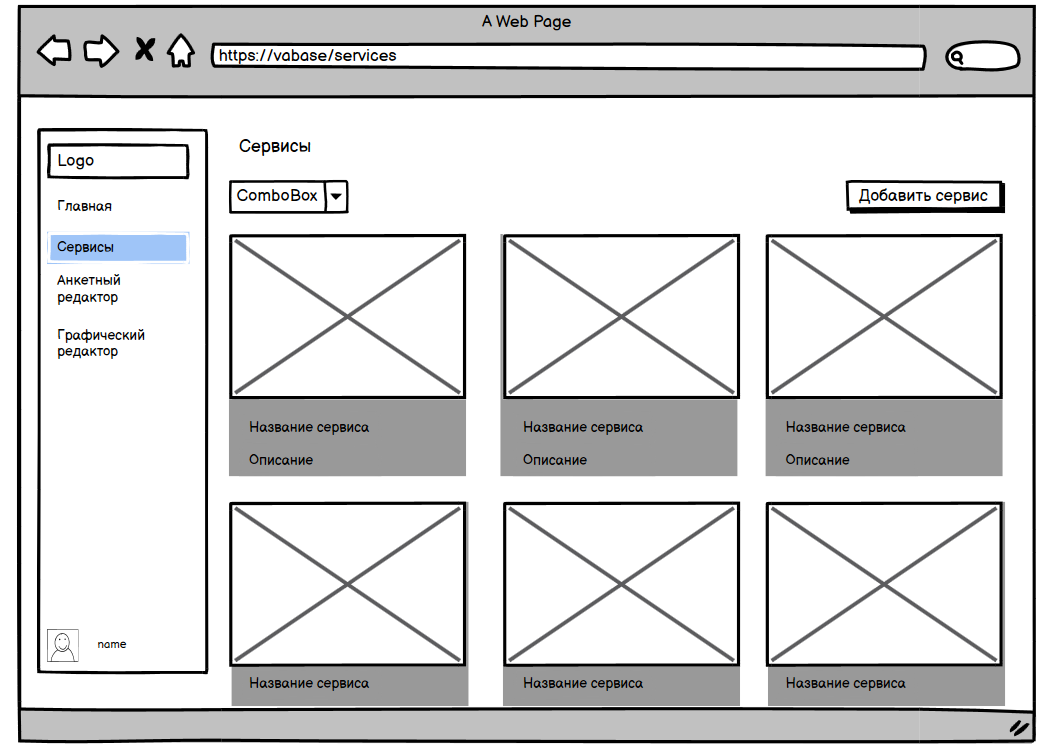 A Web Page
https://vabase/services
Logo
Главная
Сервисы
Анкетный
редактор
Графический
редактор
name
Сервисы
ComboBox
Добавить сервис
Название сервиса
Название сервиса
Название сервиса
Описание
Описание
Описание
Название сервиса
Название сервиса
Название сервиса